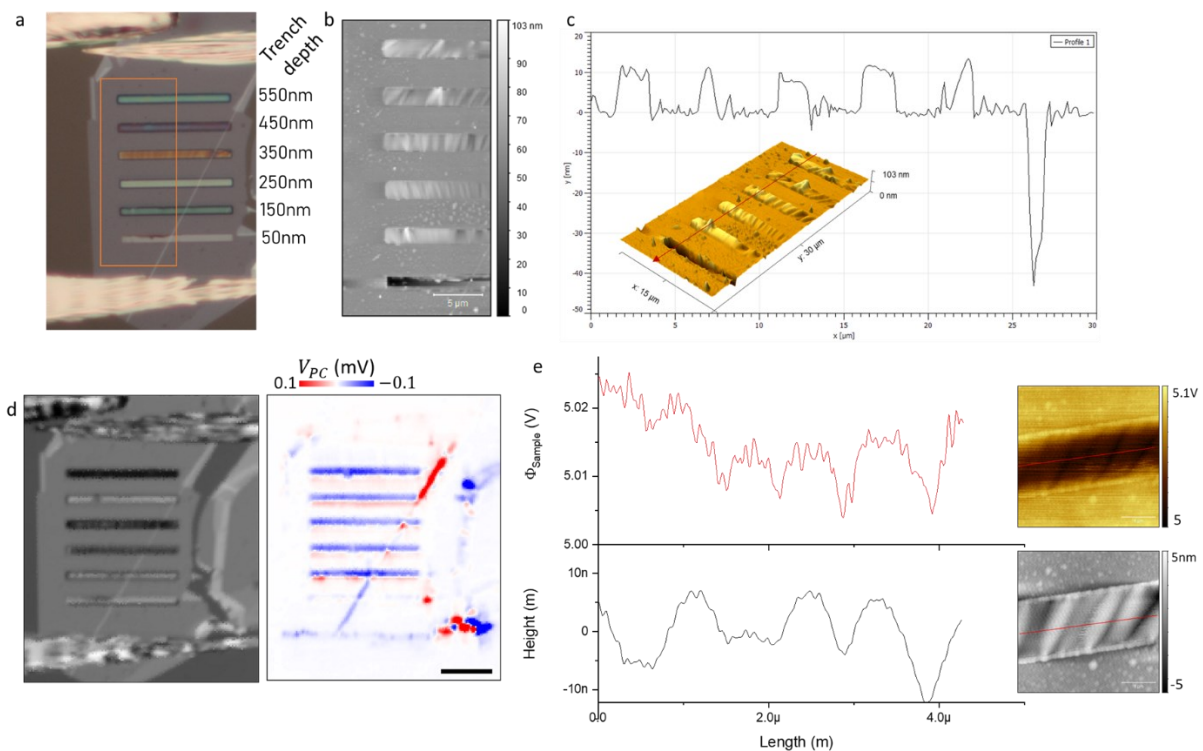 a
Trench
depth
550nm
450nm
350nm
250nm
150nm
50nm
b
103 nm
90
80
70
60
50
40
30
20
10
0
5 µm
c
Profile 1
20
10
-0
-10
-20
-30
-40
-50
y [nm]
0
5
10
15
20
25
30
x [µm]
103 nm
0 nm
y: 30 µm
x: 15 µm
d
V_PC (mV)
0.1
−0.1
e
Φ_Sample (V)
5.02
5.01
5.00
5.1V
5
Height (m)
10n
0
-10n
5nm
-5
0.0
2.0µ
4.0µ
Length (m)